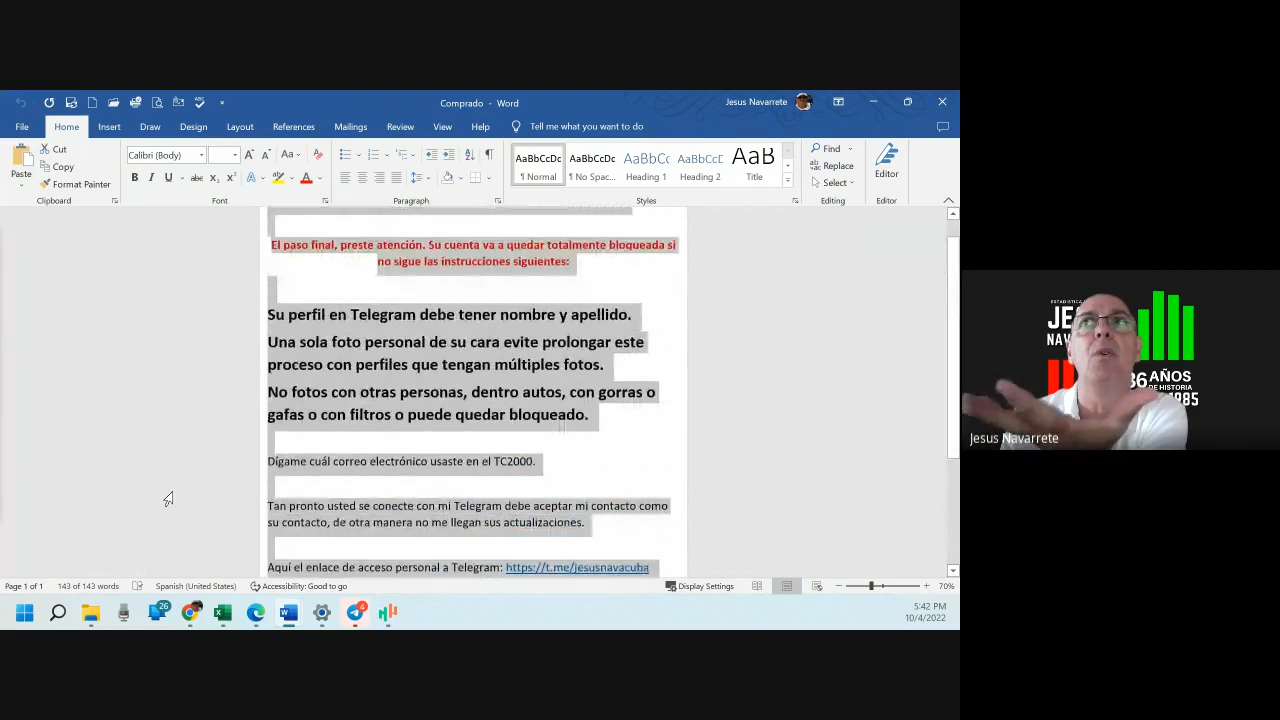 Comprado - Word
Jesus Navarrete
File Home Insert Draw Design Layout References Mailings Review View Help Tell me what you want to do
Paste
Cut
Copy
Format Painter
Clipboard
Calibri (Body)
Font
Paragraph
AaBbCcDc AaBbCcDc AaBbCc AaBbCcD AaB
¶ Normal ¶ No Spac... Heading 1 Heading 2 Title
Styles
Find
Replace
Select
Editing
Editor
Editor
El paso final, preste atención. Su cuenta va a quedar totalmente bloqueada si
no sigue las instrucciones siguientes:
Su perfil en Telegram debe tener nombre y apellido.
Una sola foto personal de su cara evite prolongar este
proceso con perfiles que tengan múltiples fotos.
No fotos con otras personas, dentro autos, con gorras o
gafas o con filtros o puede quedar bloqueado.
Dígame cuál correo electrónico usaste en el TC2000.
Tan pronto usted se conecte con mi Telegram debe aceptar mi contacto como
su contacto, de otra manera no me llegan sus actualizaciones.
Aquí el enlace de acceso personal a Telegram: https://t.me/jesusnavacuba
Page 1 of 1 143 of 143 words Spanish (United States) Accessibility: Good to go Display Settings 70%
26
4
5:42 PM
10/4/2022
JE
NAV
36 AÑOS
DE HISTORIA
1985
Jesus Navarrete